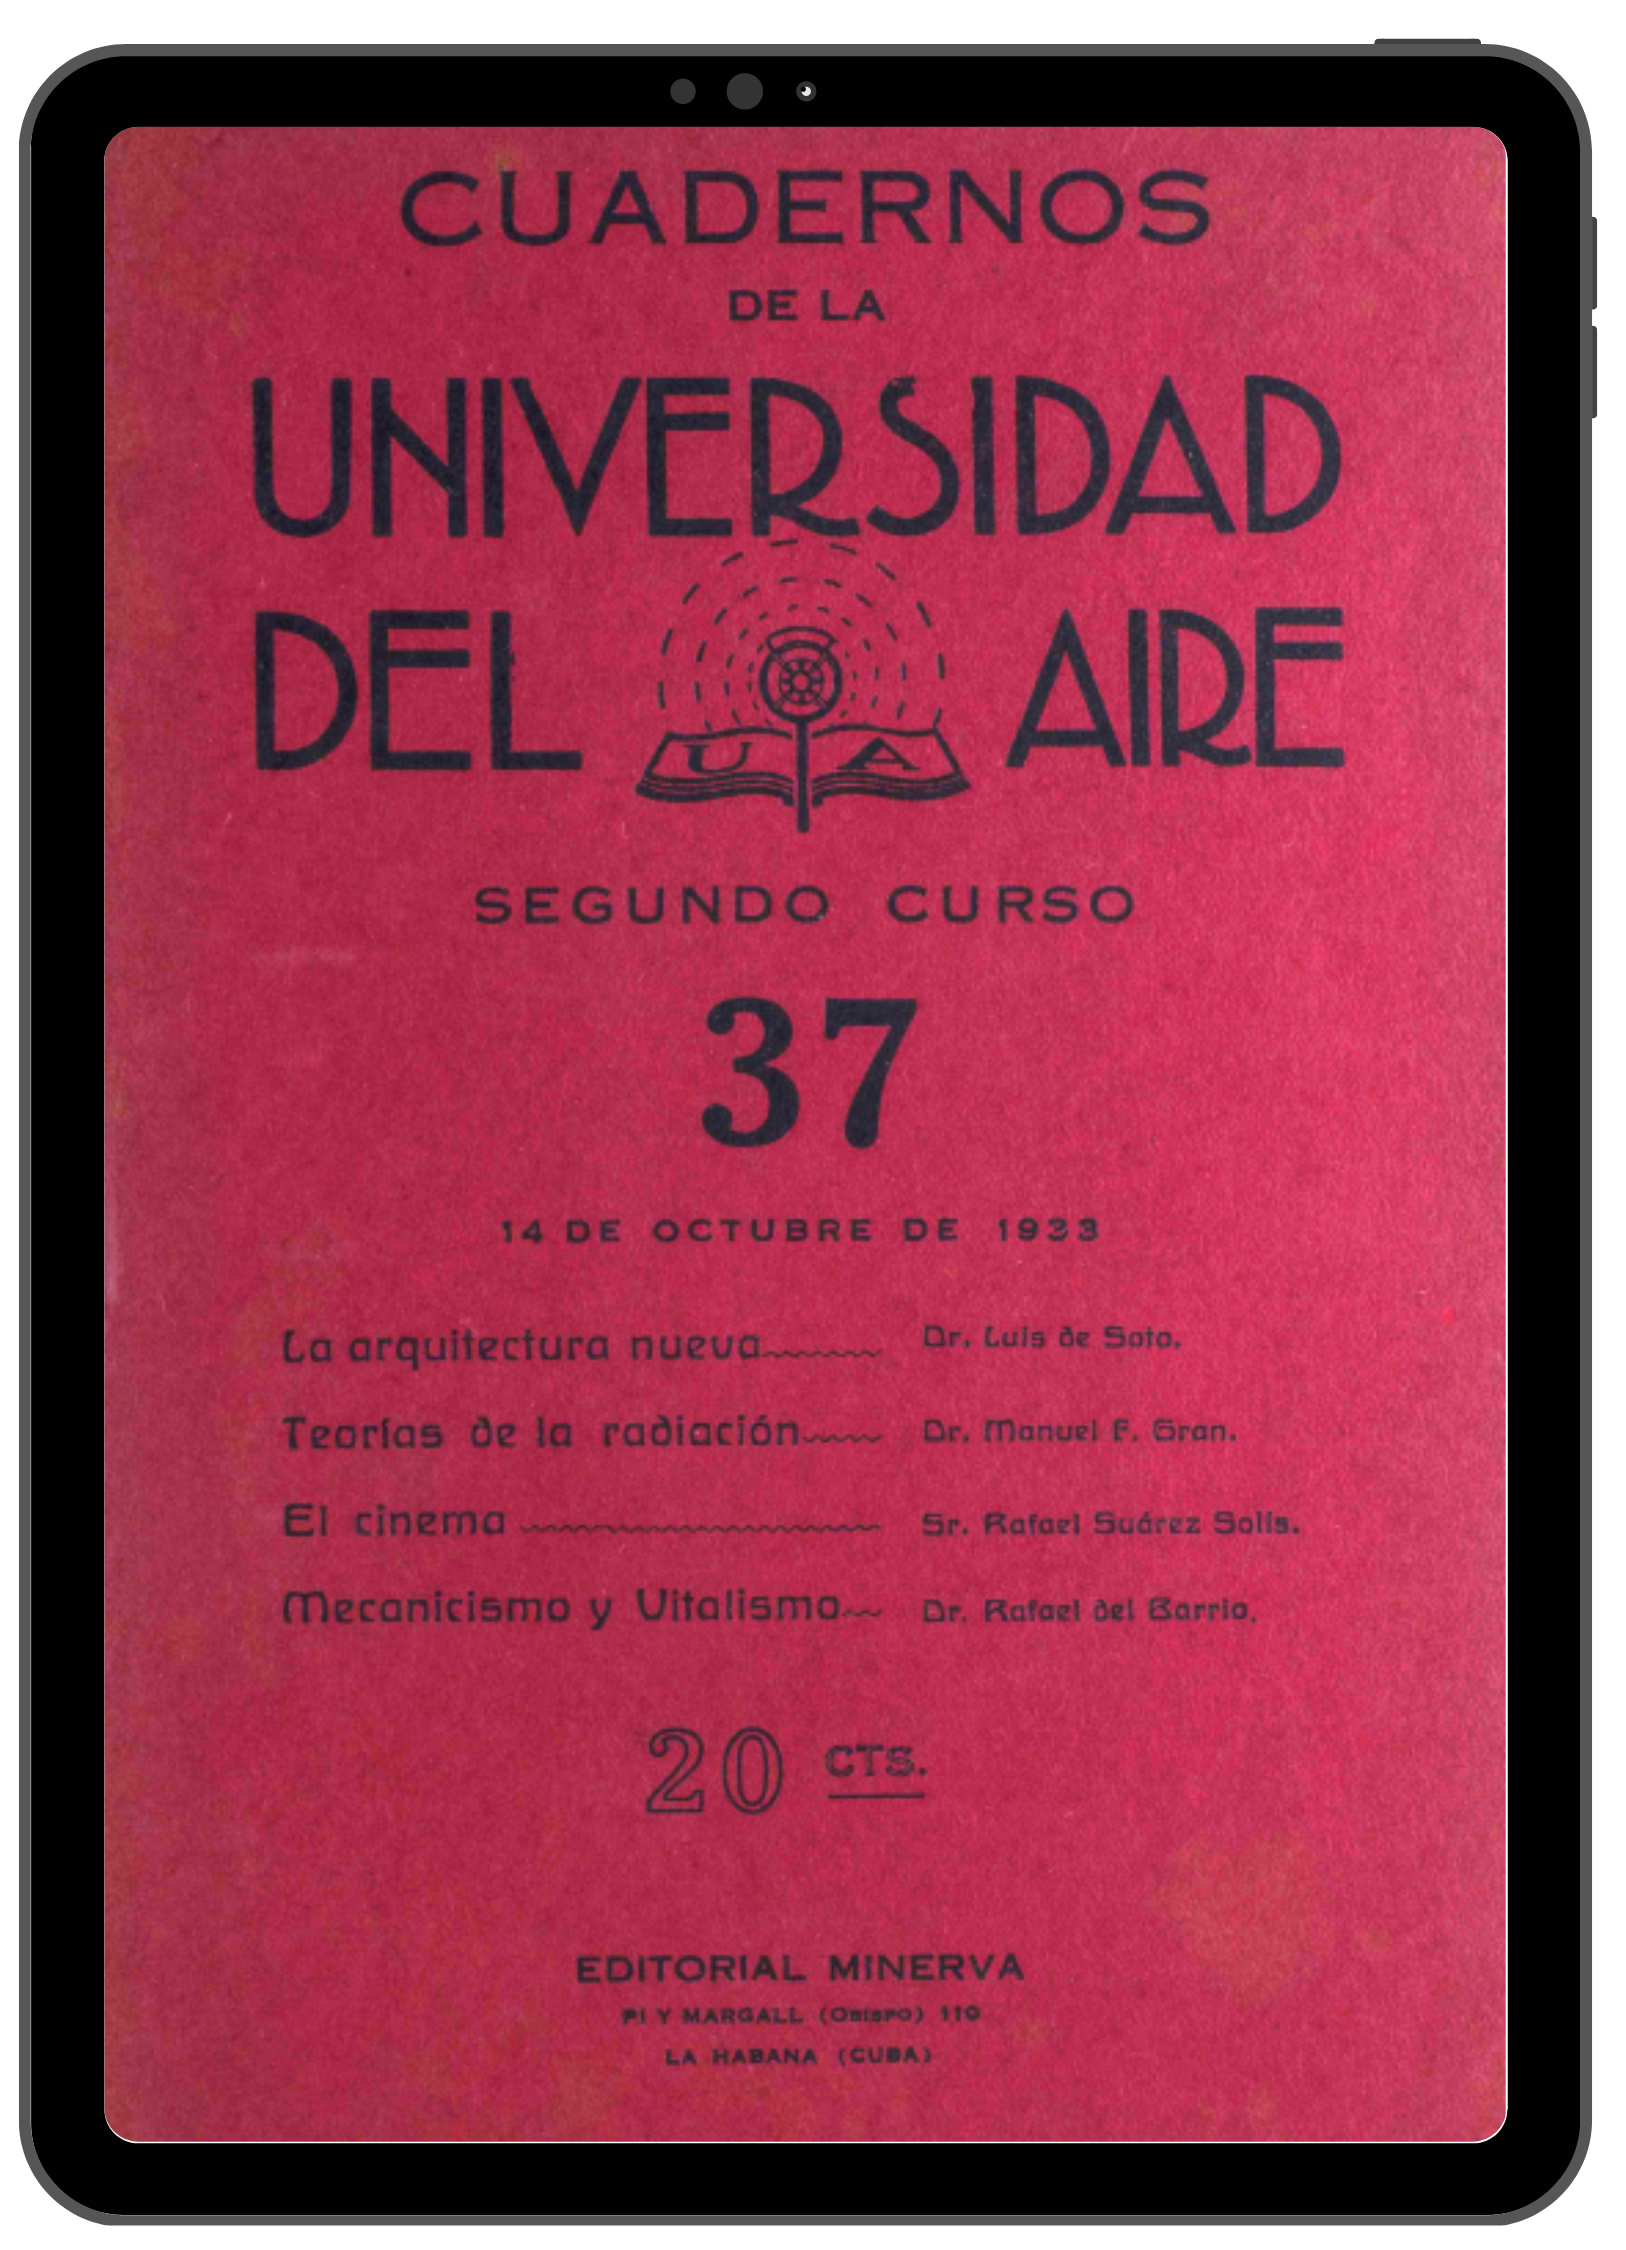 CUADERNOS
DE LA
UNIVERSIDAD
DEL AIRE
U A
SEGUNDO CURSO
37
14 DE OCTUBRE DE 1933
La arquitectura nueva Dr. Luis de Soto.
Teorías de la radiación Dr. Manuel F. Gran.
El cinema Sr. Rafael Suárez Solís.
Mecanicismo y Vitalismo Dr. Rafael del Barrio.
20 CTS.
EDITORIAL MINERVA
PI Y MARGALL (OBISPO) 110
LA HABANA (CUBA)